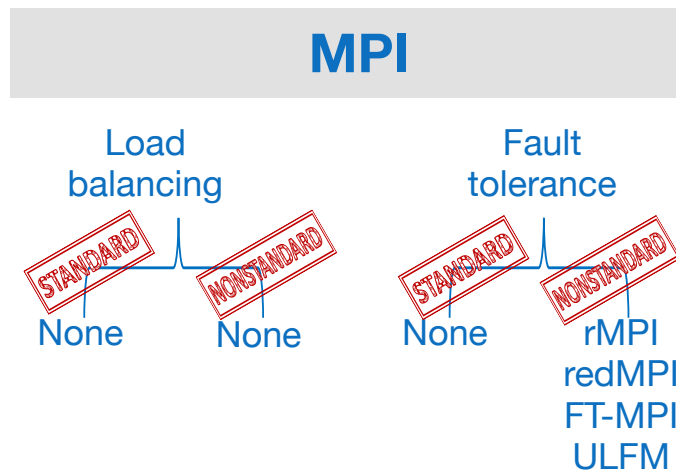 MPI
Load
balancing
STANDARD
NONSTANDARD
None
None
Fault
tolerance
STANDARD
NONSTANDARD
None
rMPI
redMPI
FT-MPI
ULFM